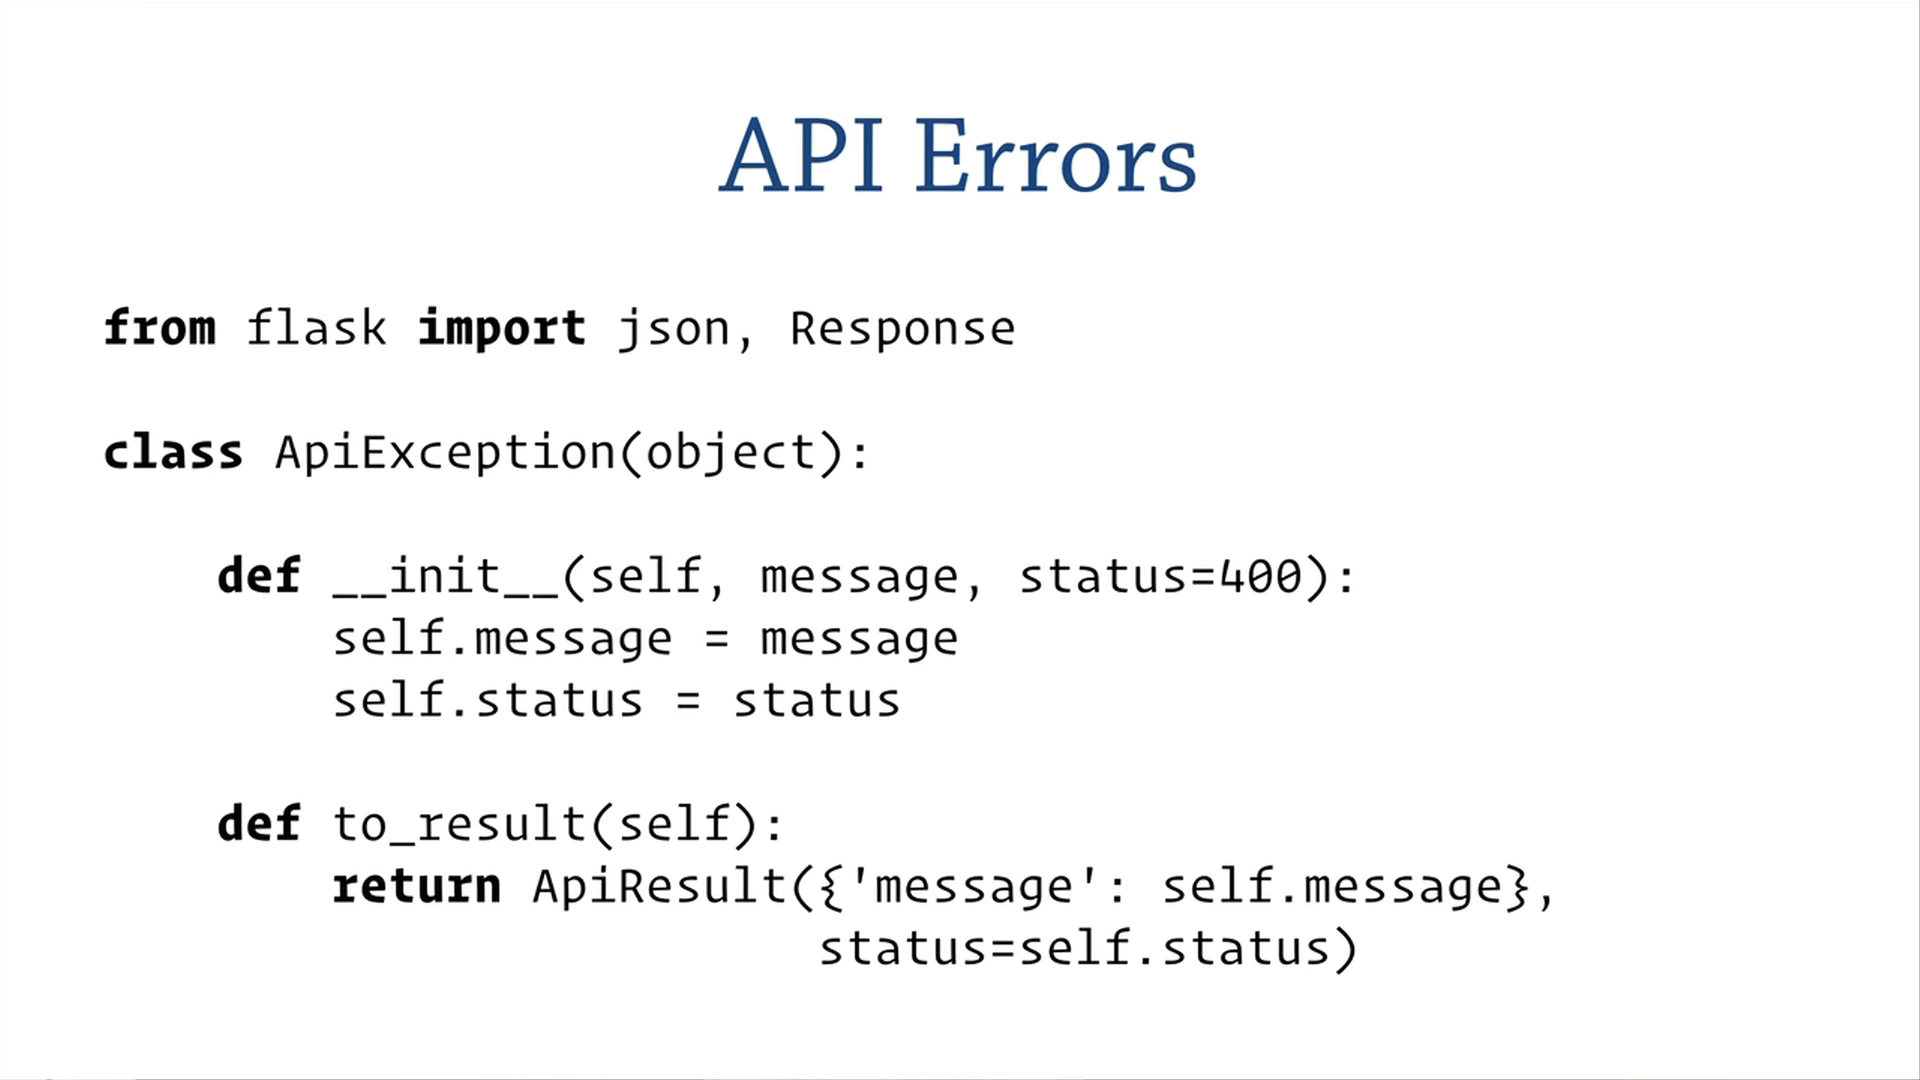 API Errors
from flask import json, Response
class ApiException(object):
def __init__(self, message, status=400):
self.message = message
self.status = status
def to_result(self):
return ApiResult({'message': self.message},
status=self.status)